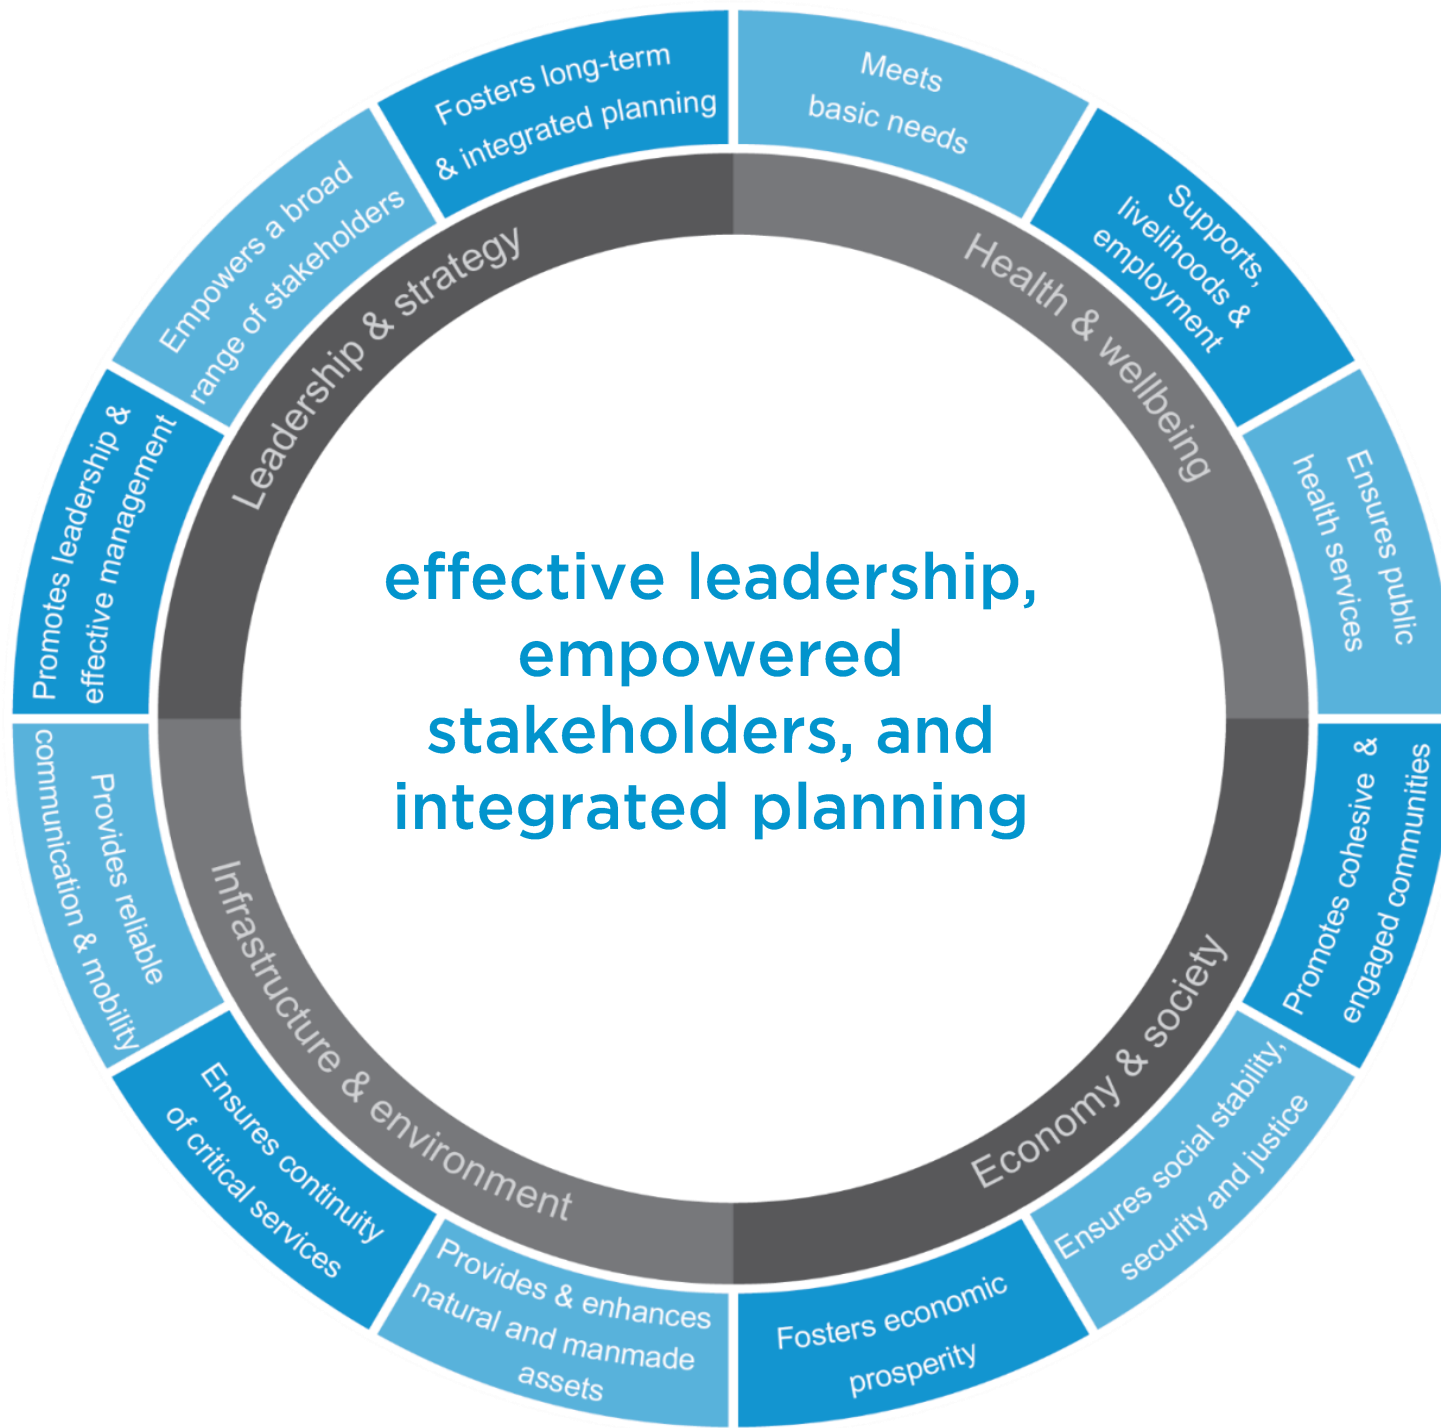 Fosters long-term
& integrated planning
Meets
basic needs
Supports,
livelihoods &
employment
Ensures public
health services
Promotes cohesive &
engaged communities
Ensures social stability,
security and justice
Fosters economic
prosperity
Provides & enhances
natural and manmade
assets
Ensures continuity
of critical services
Provides reliable
communication & mobility
Promotes leadership &
effective management
Empowers a broad
range of stakeholders
Leadership & strategy
Health & wellbeing
Economy & society
Infrastructure & environment
effective leadership,
empowered
stakeholders, and
integrated planning